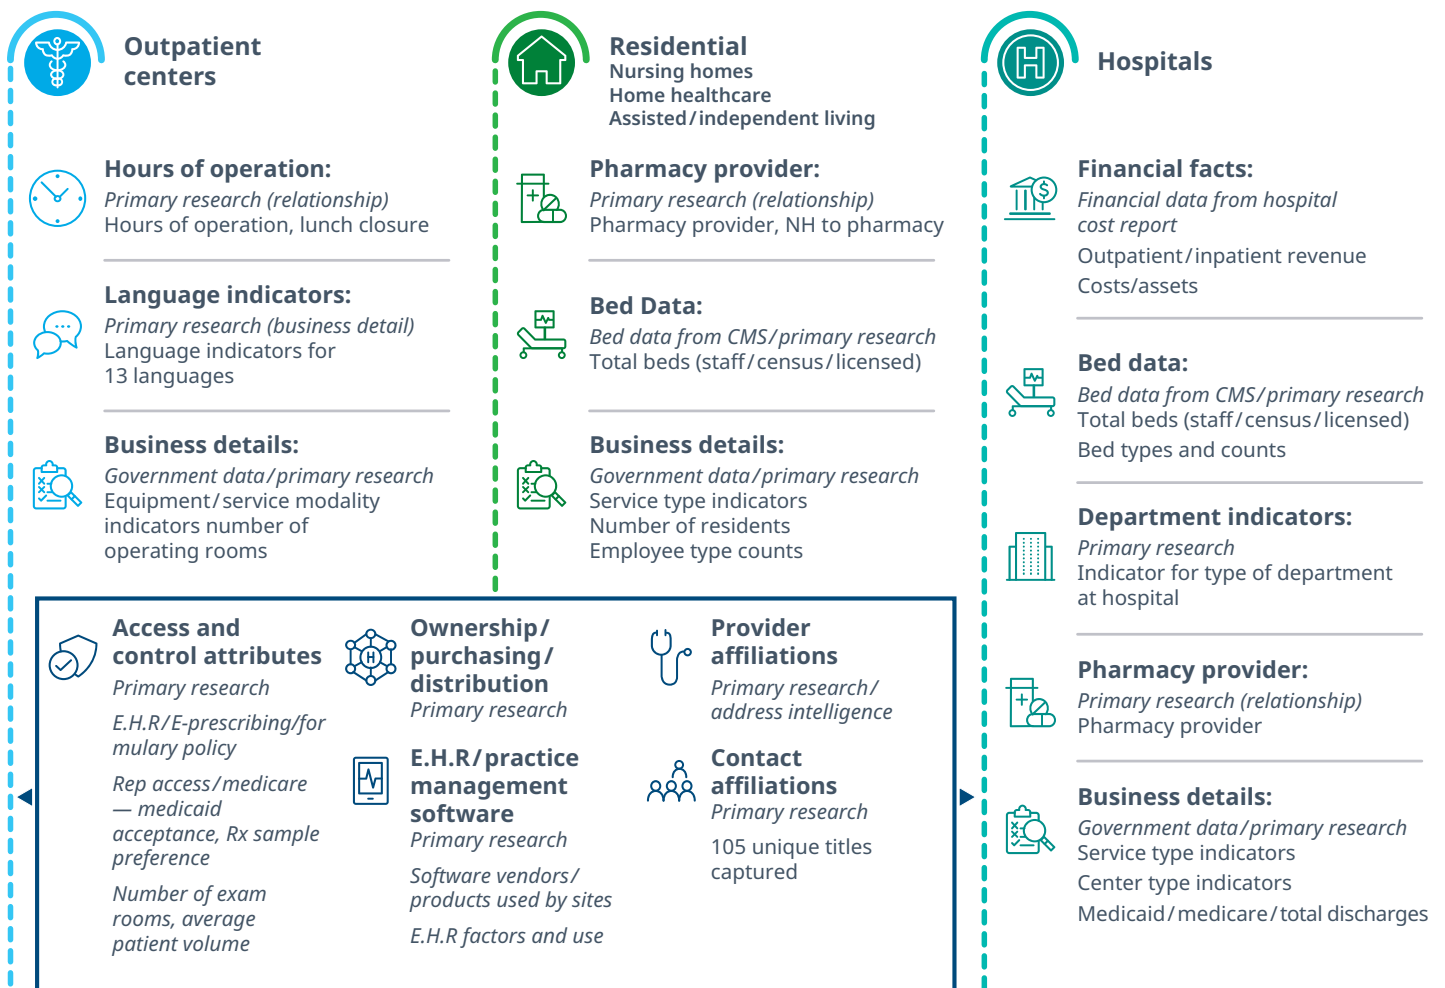 Outpatient
centers
Hours of operation:
Primary research (relationship)
Hours of operation, lunch closure
Language indicators:
Primary research (business detail)
Language indicators for
13 languages
Business details:
Government data/primary research
Equipment/service modality
indicators number of
operating rooms
Residential
Nursing homes
Home healthcare
Assisted/independent living
Pharmacy provider:
Primary research (relationship)
Pharmacy provider, NH to pharmacy
Bed Data:
Bed data from CMS/primary research
Total beds (staff/census/licensed)
Business details:
Government data/primary research
Service type indicators
Number of residents
Employee type counts
Hospitals
H
Financial facts:
Financial data from hospital
cost report
Outpatient/inpatient revenue
Costs/assets
Bed data:
Bed data from CMS/primary research
Total beds (staff/census/licensed)
Bed types and counts
Department indicators:
Primary research
Indicator for type of department
at hospital
Pharmacy provider:
Primary research (relationship)
Pharmacy provider
Business details:
Government data/primary research
Service type indicators
Center type indicators
Medicaid/medicare/total discharges
Access and
control attributes
Primary research
E.H.R/E-prescribing/for
mulary policy
Rep access/medicare
— medicaid
acceptance, Rx sample
preference
Number of exam
rooms, average
patient volume
H
Ownership/
purchasing/
distribution
Primary research
E.H.R/practice
management
software
Primary research
Software vendors/
products used by sites
E.H.R factors and use
Provider
affiliations
Primary research/
address intelligence
Contact
affiliations
Primary research
105 unique titles
captured